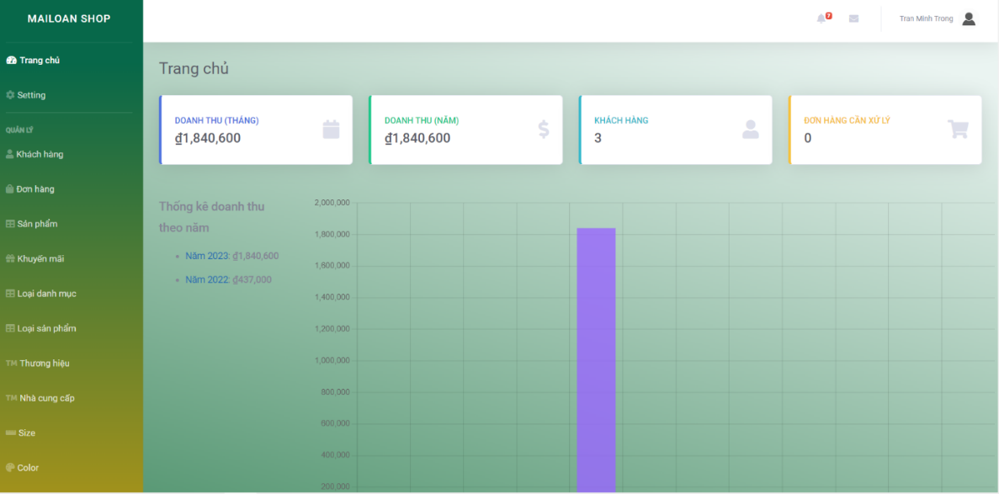 MAILOAN SHOP
7
Tran Minh Trong
Trang chủ
Setting
QUẢN LÝ
Khách hàng
Đơn hàng
Sản phẩm
Khuyến mãi
Loại danh mục
Loại sản phẩm
TM Thương hiệu
TM Nhà cung cấp
Size
Color
Trang chủ
DOANH THU (THÁNG)
₫1,840,600
DOANH THU (NĂM)
₫1,840,600
KHÁCH HÀNG
3
ĐƠN HÀNG CẦN XỬ LÝ
0
Thống kê doanh thu
theo năm
Năm 2023: ₫1,840,600
Năm 2022: ₫437,000
2,000,000
1,800,000
1,600,000
1,400,000
1,200,000
1,000,000
800,000
600,000
400,000
200,000